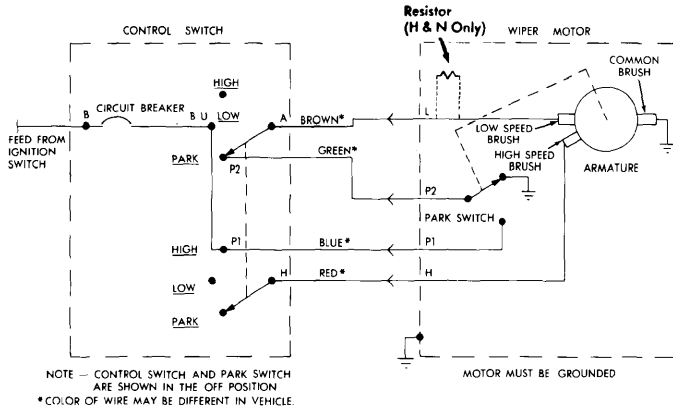 Resistor
(H & N Only)
CONTROL SWITCH
WIPER MOTOR
HIGH
COMMON
BRUSH
B
CIRCUIT BREAKER
B U
LOW
A
BROWN*
L
FEED FROM
IGNITION
SWITCH
LOW SPEED
BRUSH
HIGH SPEED
BRUSH
ARMATURE
PARK
P2
GREEN*
P2
PARK SWITCH
HIGH
P1
BLUE*
P1
LOW
H
RED*
H
PARK
NOTE – CONTROL SWITCH AND PARK SWITCH
ARE SHOWN IN THE OFF POSITION
*COLOR OF WIRE MAY BE DIFFERENT IN VEHICLE.
MOTOR MUST BE GROUNDED